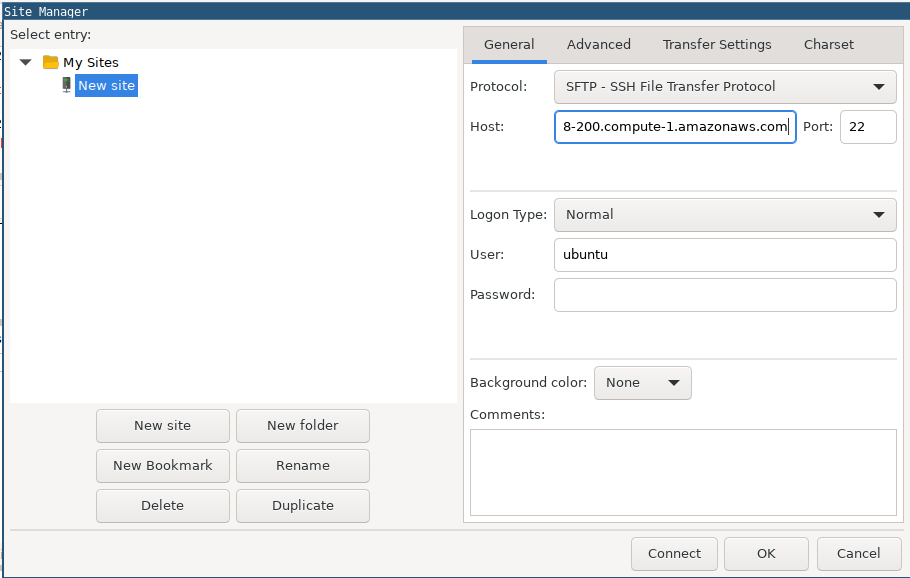 Site Manager
Select entry:
My Sites
New site
New site
New folder
New Bookmark
Rename
Delete
Duplicate
General
Advanced
Transfer Settings
Charset
Protocol:
SFTP - SSH File Transfer Protocol
Host:
8-200.compute-1.amazonaws.com
Port:
22
Logon Type:
Normal
User:
ubuntu
Password:
Background color:
None
Comments:
Connect
OK
Cancel